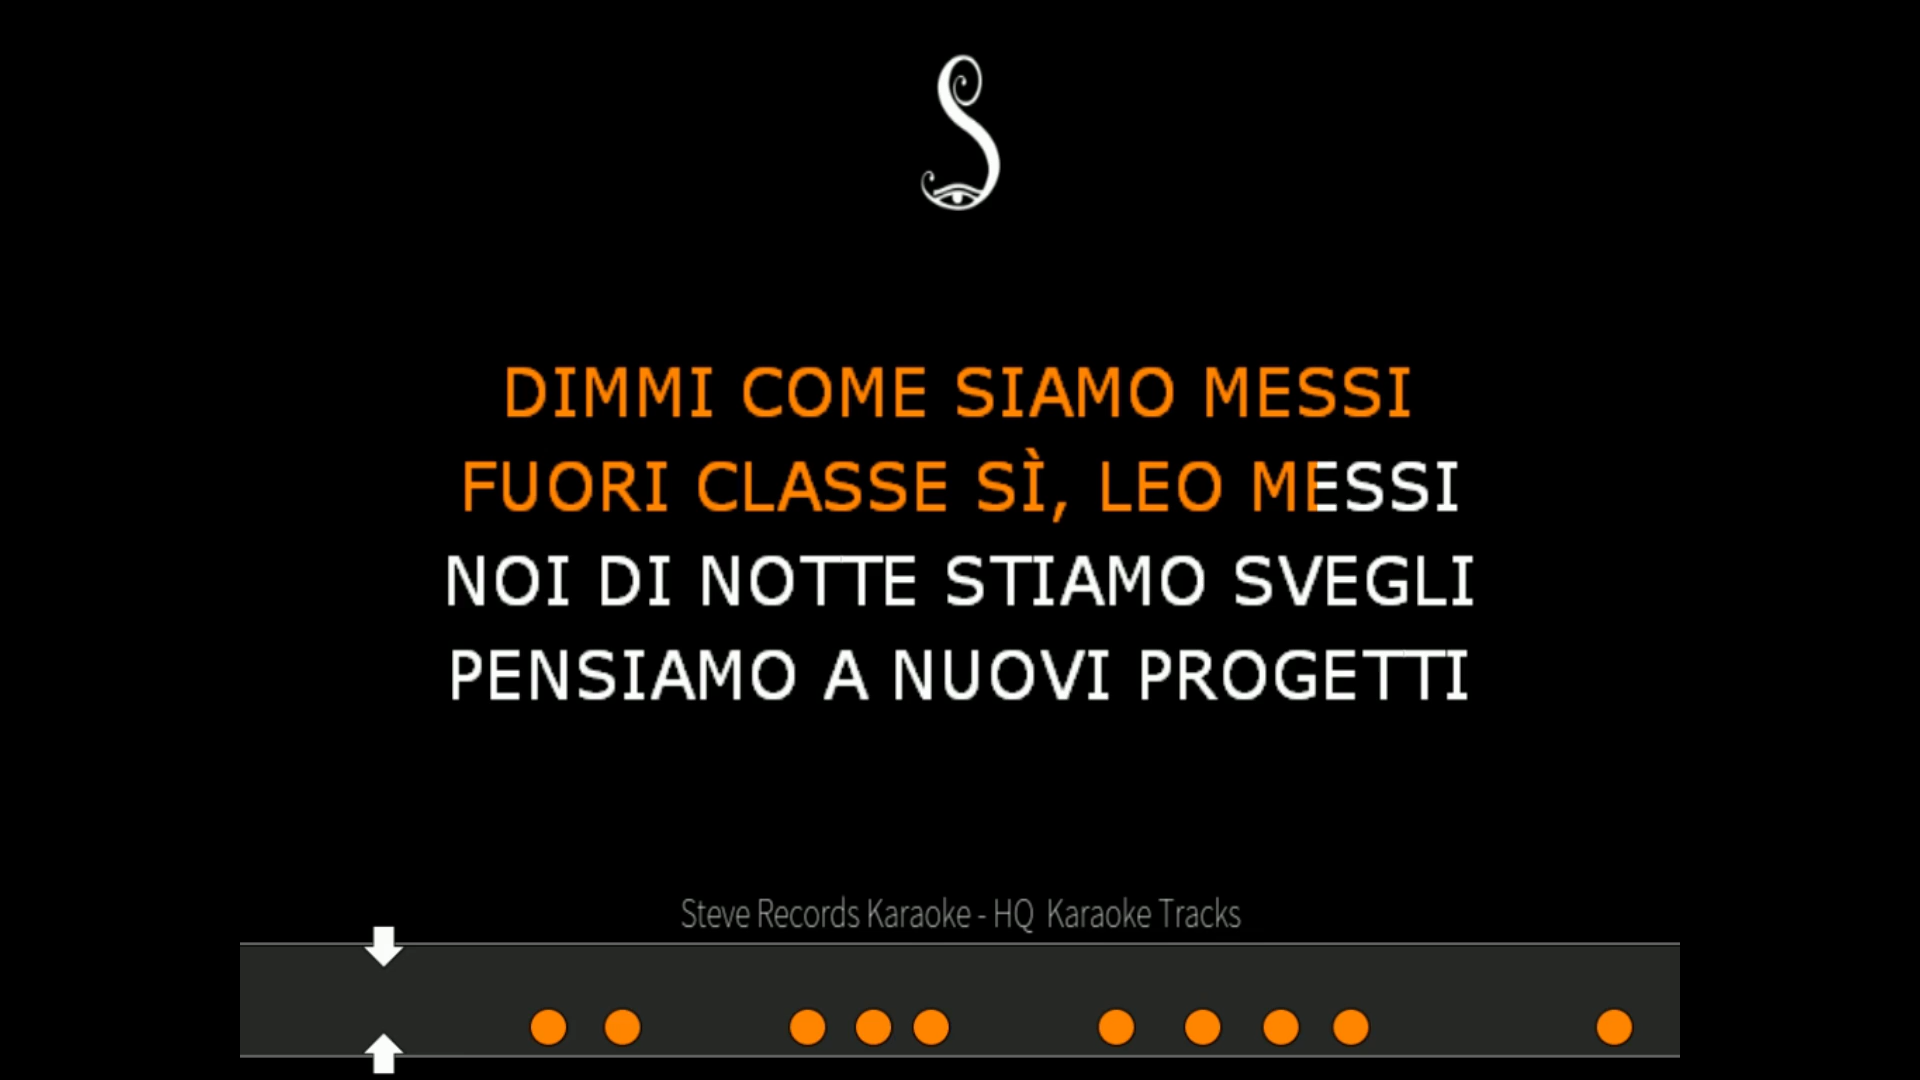 S
DIMMI COME SIAMO MESSI
FUORI CLASSE SÌ, LEO MESSI
NOI DI NOTTE STIAMO SVEGLI
PENSIAMO A NUOVI PROGETTI
Steve Records Karaoke - HQ Karaoke Tracks